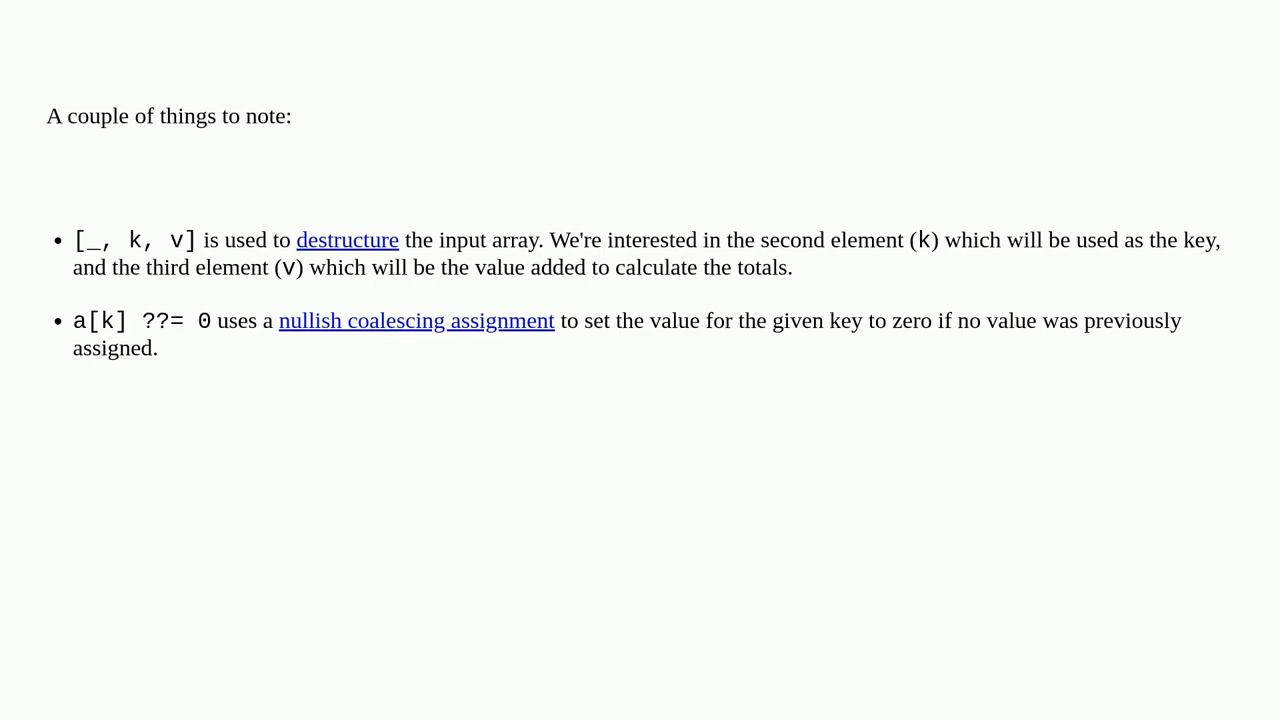 A couple of things to note:
• [_, k, v] is used to destructure the input array. We're interested in the second element (k) which will be used as the key,
and the third element (v) which will be the value added to calculate the totals.
• a[k] ??= 0 uses a nullish coalescing assignment to set the value for the given key to zero if no value was previously
assigned.